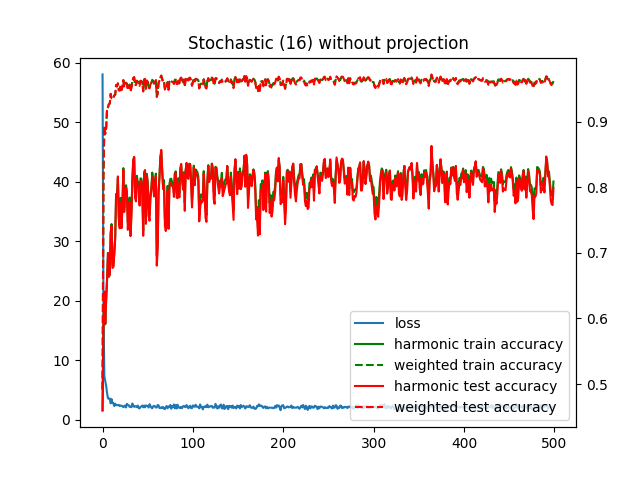 Stochastic (16) without projection
60
50
40
30
20
10
0
0.9
0.8
0.7
0.6
0.5
loss
harmonic train accuracy
weighted train accuracy
harmonic test accuracy
weighted test accuracy
0 100 200 300 400 500